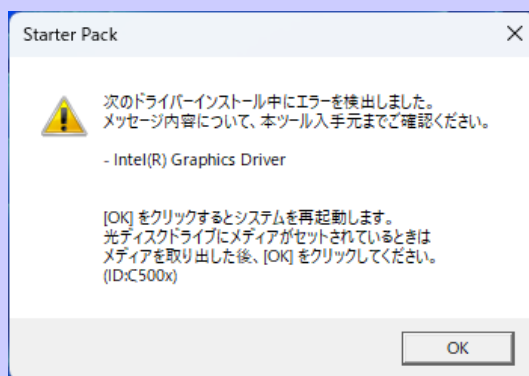 Starter Pack
次のドライバーインストール中にエラーを検出しました。
メッセージ内容について、本ツール入手元までご確認ください。
- Intel(R) Graphics Driver
[OK] をクリックするとシステムを再起動します。
光ディスクドライブにメディアがセットされているときは
メディアを取り出した後、[OK] をクリックしてください。
(ID:C500x)
OK